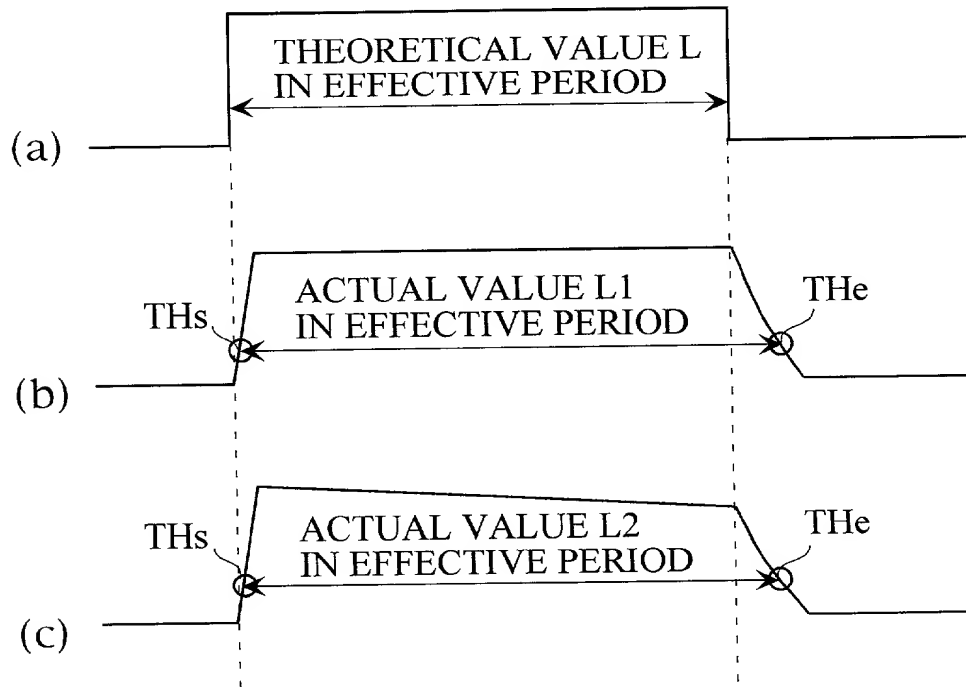 THEORETICAL VALUE L
IN EFFECTIVE PERIOD
(a)
ACTUAL VALUE L1
IN EFFECTIVE PERIOD
THs
THe
(b)
ACTUAL VALUE L2
IN EFFECTIVE PERIOD
THs
THe
(c)